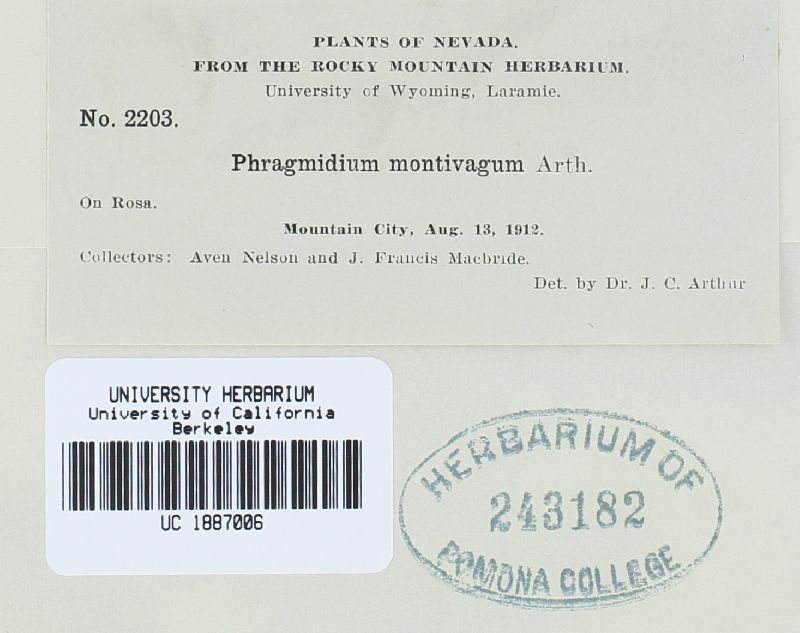 PLANTS OF NEVADA.
FROM THE ROCKY MOUNTAIN HERBARIUM.
University of Wyoming, Laramie.
No. 2203.
Phragmidium montivagum Arth.
On Rosa.
Mountain City, Aug. 13, 1912.
Collectors: Aven Nelson and J. Francis Macbride.
Det. by Dr. J. C. Arthur
UNIVERSITY HERBARIUM
University of California
Berkeley
UC 1887006
HERBARIUM OF
243182
POMONA COLLEGE